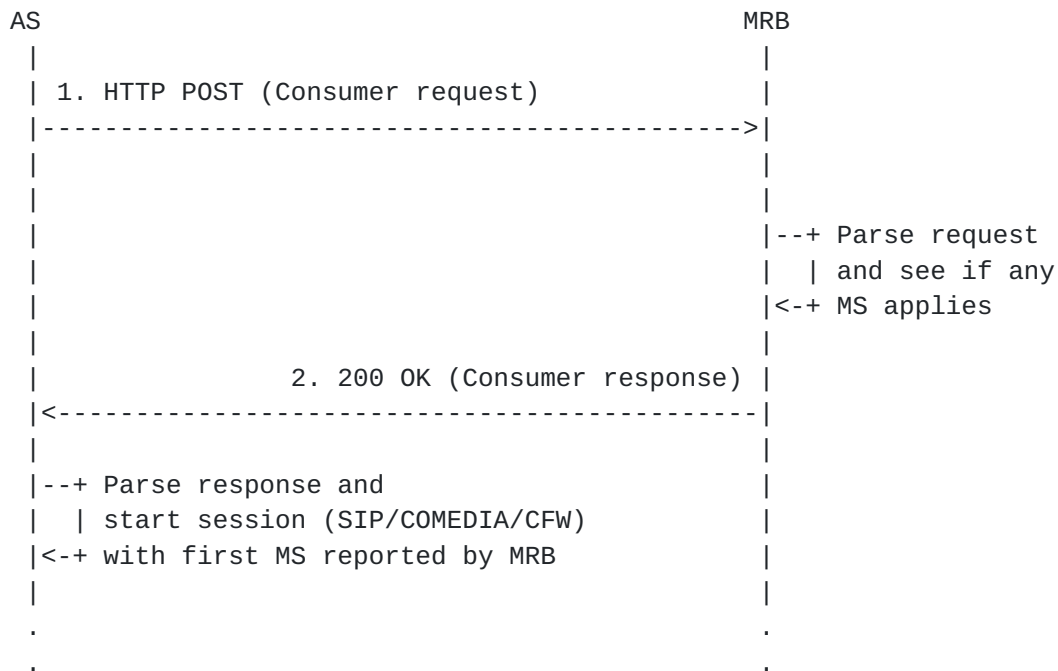 AS                                              MRB
 |                                               |
 | 1. HTTP POST (Consumer request)               |
 |---------------------------------------------->|
 |                                               |
 |                                               |
 |                                               |--+ Parse request
 |                                               |  | and see if any
 |                                               |<-+ MS applies
 |                                               |
 |                2. 200 OK (Consumer response)  |
 |<----------------------------------------------|
 |                                               |
 |--+ Parse response and                         |
 |  | start session (SIP/COMEDIA/CFW)            |
 |<-+ with first MS reported by MRB              |
 |                                               |
 .                                               .
 .                                               .